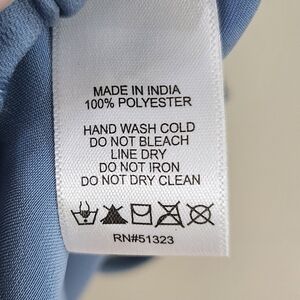 MADE IN INDIA
100% POLYESTER
HAND WASH COLD
DO NOT BLEACH
LINE DRY
DO NOT IRON
DO NOT DRY CLEAN
RN#51323